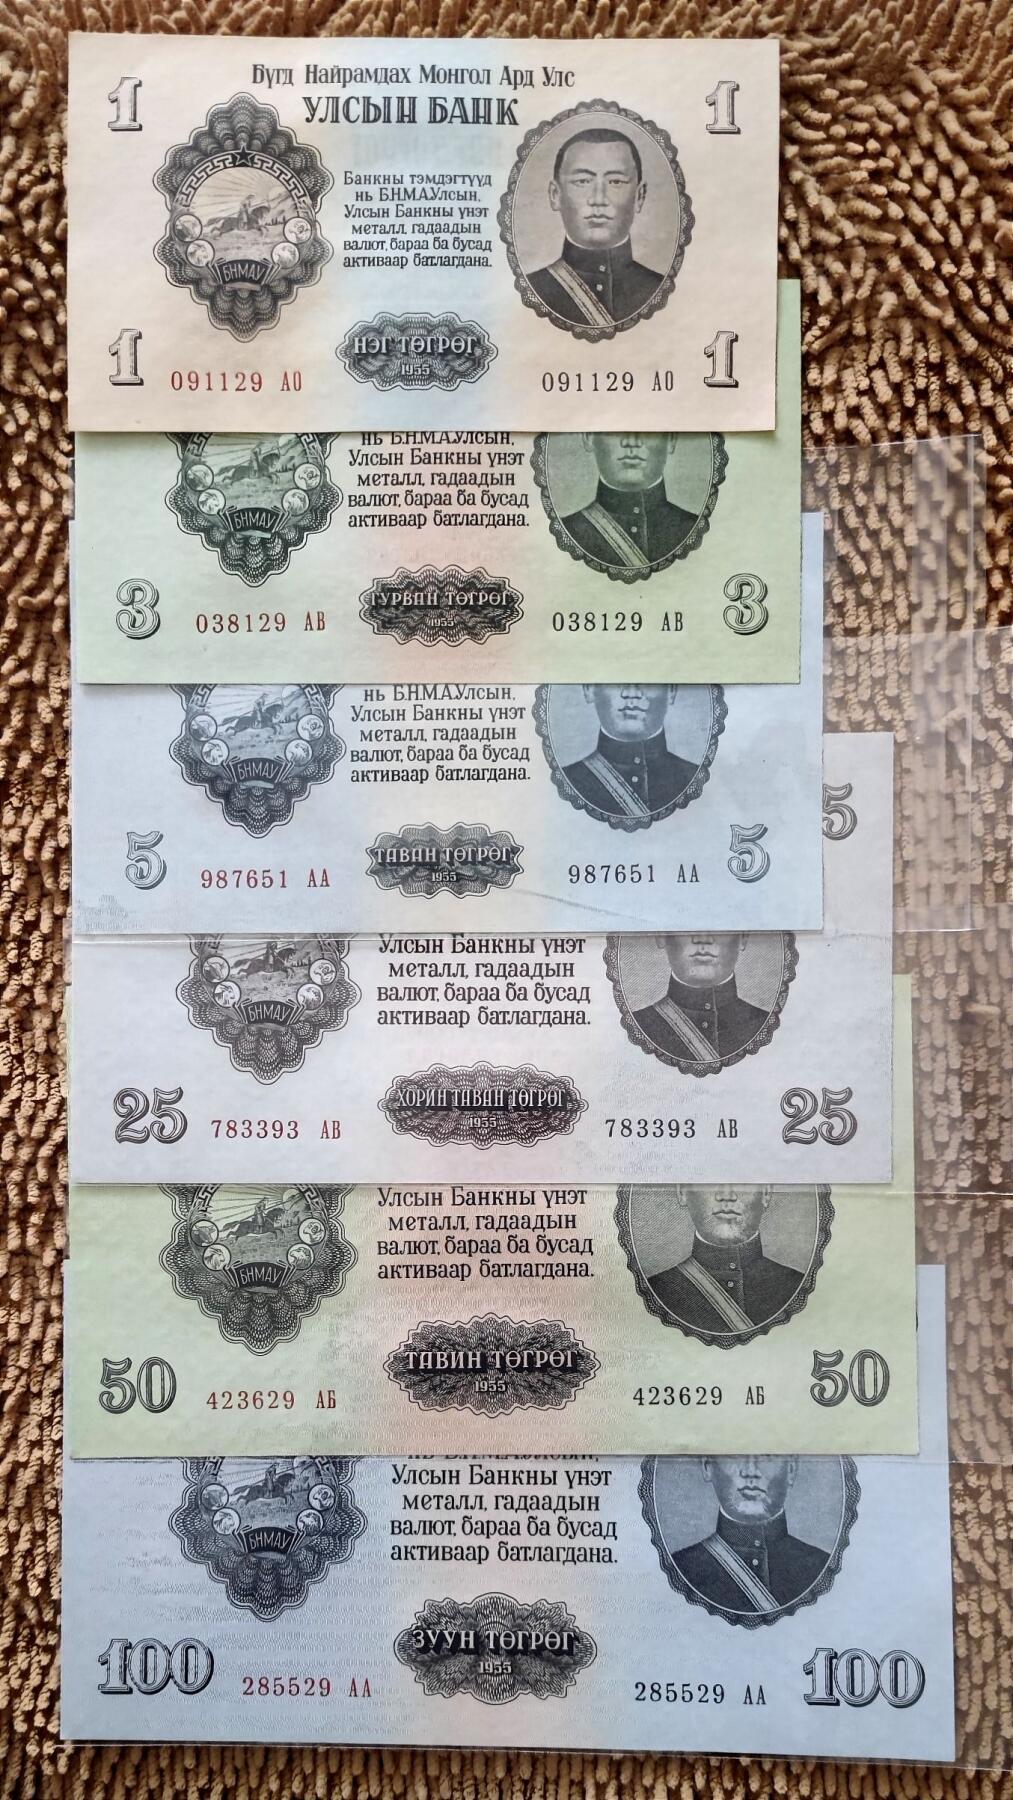 1
1
Бүгд Найрамдах Монгол Ард Улс
УЛСЫН БАНК
Банкны тэмдэгтүүд
нь Б.Н.М.А.Улсын,
Улсын Банкны үнэт
металл, гадаадын
валют, бараа ба бусад
активаар батлагдана.
БНМАУ
НЭГ ТӨГРӨГ
1955
1
1
091129 АО
091129 АО
нь Б.Н.М.А.Улсын,
Улсын Банкны үнэт
металл, гадаадын
валют, бараа ба бусад
активаар батлагдана.
БНМАУ
ГУРВАН ТӨГРӨГ
1955
3
3
038129 АВ
038129 АВ
нь Б.Н.М.А.Улсын,
Улсын Банкны үнэт
металл, гадаадын
валют, бараа ба бусад
активаар батлагдана.
БНМАУ
ТАВАН ТӨГРӨГ
1955
5
5
987651 АА
987651 АА
5
Улсын Банкны үнэт
металл, гадаадын
валют, бараа ба бусад
активаар батлагдана.
БНМАУ
ХОРИН ТАВАН ТӨГРӨГ
1955
25
25
783393 АВ
783393 АВ
Улсын Банкны үнэт
металл, гадаадын
валют, бараа ба бусад
активаар батлагдана.
БНМАУ
ТАВИН ТӨГРӨГ
1955
50
50
423629 АБ
423629 АБ
Улсын Банкны үнэт
металл, гадаадын
валют, бараа ба бусад
активаар батлагдана.
БНМАУ
ЗУУН ТӨГРӨГ
1955
100
100
285529 АА
285529 АА